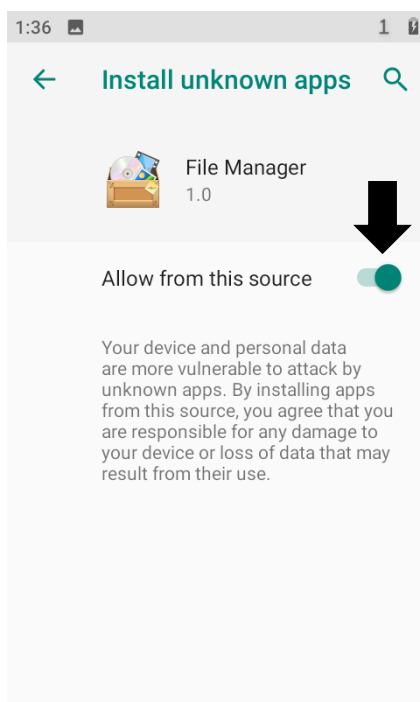 1:36 1
Install unknown apps
File Manager
1.0
Allow from this source
Your device and personal data
are more vulnerable to attack by
unknown apps. By installing apps
from this source, you agree that you
are responsible for any damage to
your device or loss of data that may
result from their use.